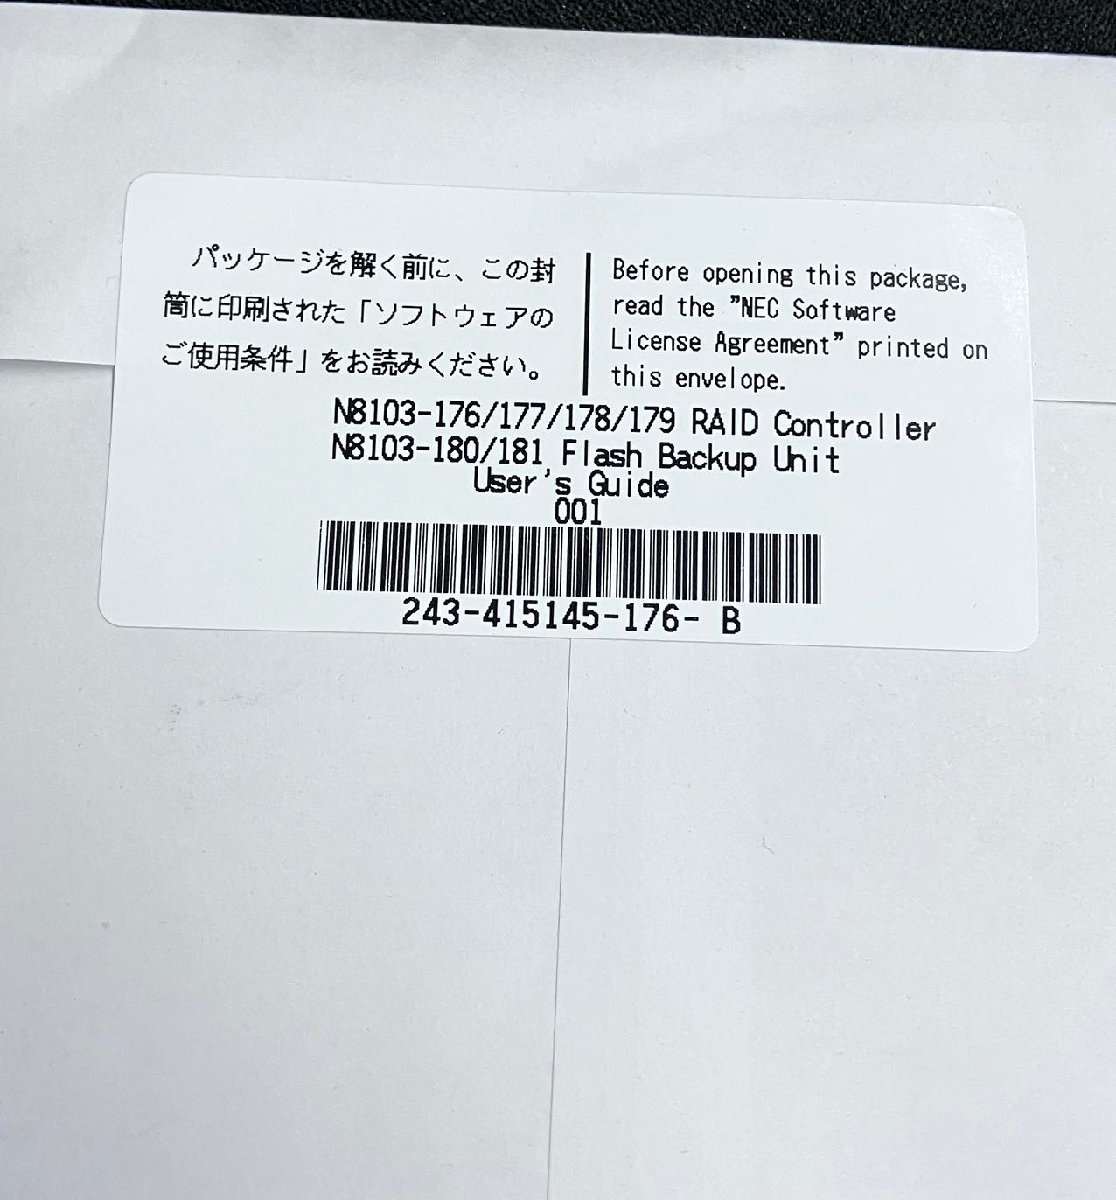 パッケージを解く前に、この封
筒に印刷された「ソフトウェアの
ご使用条件」をお読みください。
Before opening this package,
read the "NEC Software
License Agreement" printed on
this envelope.
N8103-176/177/178/179 RAID Controller
N8103-180/181 Flash Backup Unit
User's Guide
001
243-415145-176- B